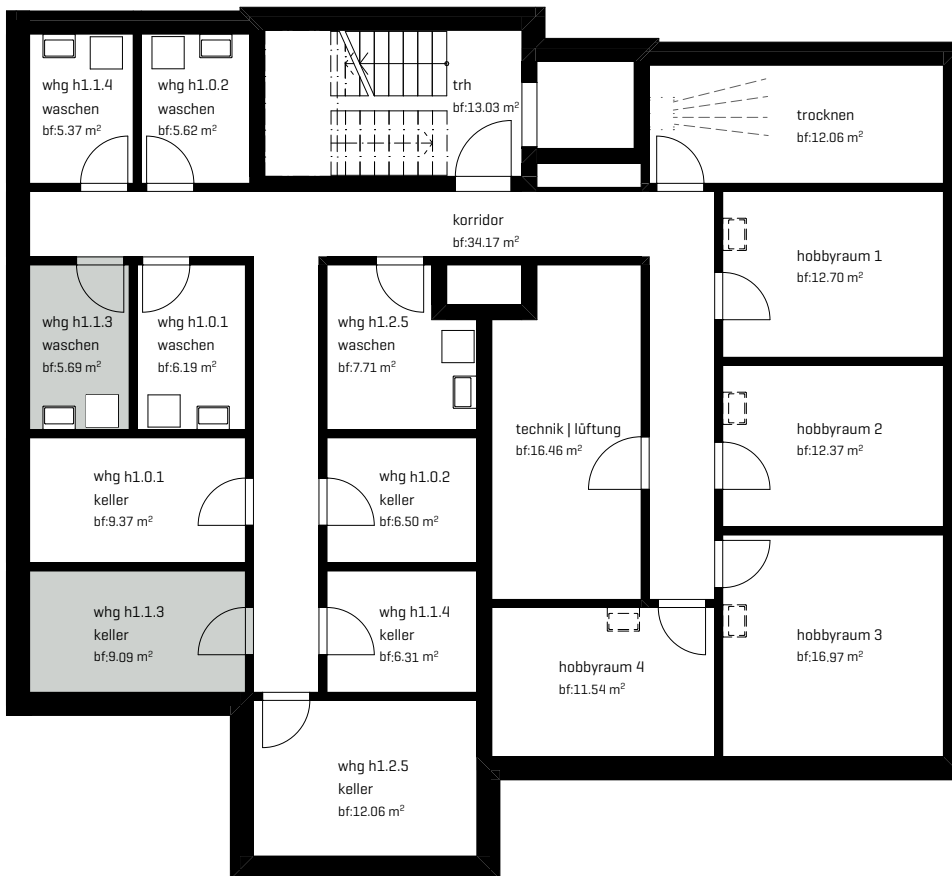 whg h1.1.4
waschen
bf:5.37 m²
whg h1.0.2
waschen
bf:5.62 m²
trh
bf:13.03 m²
trocknen
bf:12.06 m²
korridor
bf:34.17 m²
hobbyraum 1
bf:12.70 m²
whg h1.1.3
waschen
bf:5.69 m²
whg h1.0.1
waschen
bf:6.19 m²
whg h1.2.5
waschen
bf:7.71 m²
technik | lüftung
bf:16.46 m²
hobbyraum 2
bf:12.37 m²
whg h1.0.1
keller
bf:9.37 m²
whg h1.0.2
keller
bf:6.50 m²
whg h1.1.3
keller
bf:9.09 m²
whg h1.1.4
keller
bf:6.31 m²
hobbyraum 4
bf:11.54 m²
hobbyraum 3
bf:16.97 m²
whg h1.2.5
keller
bf:12.06 m²